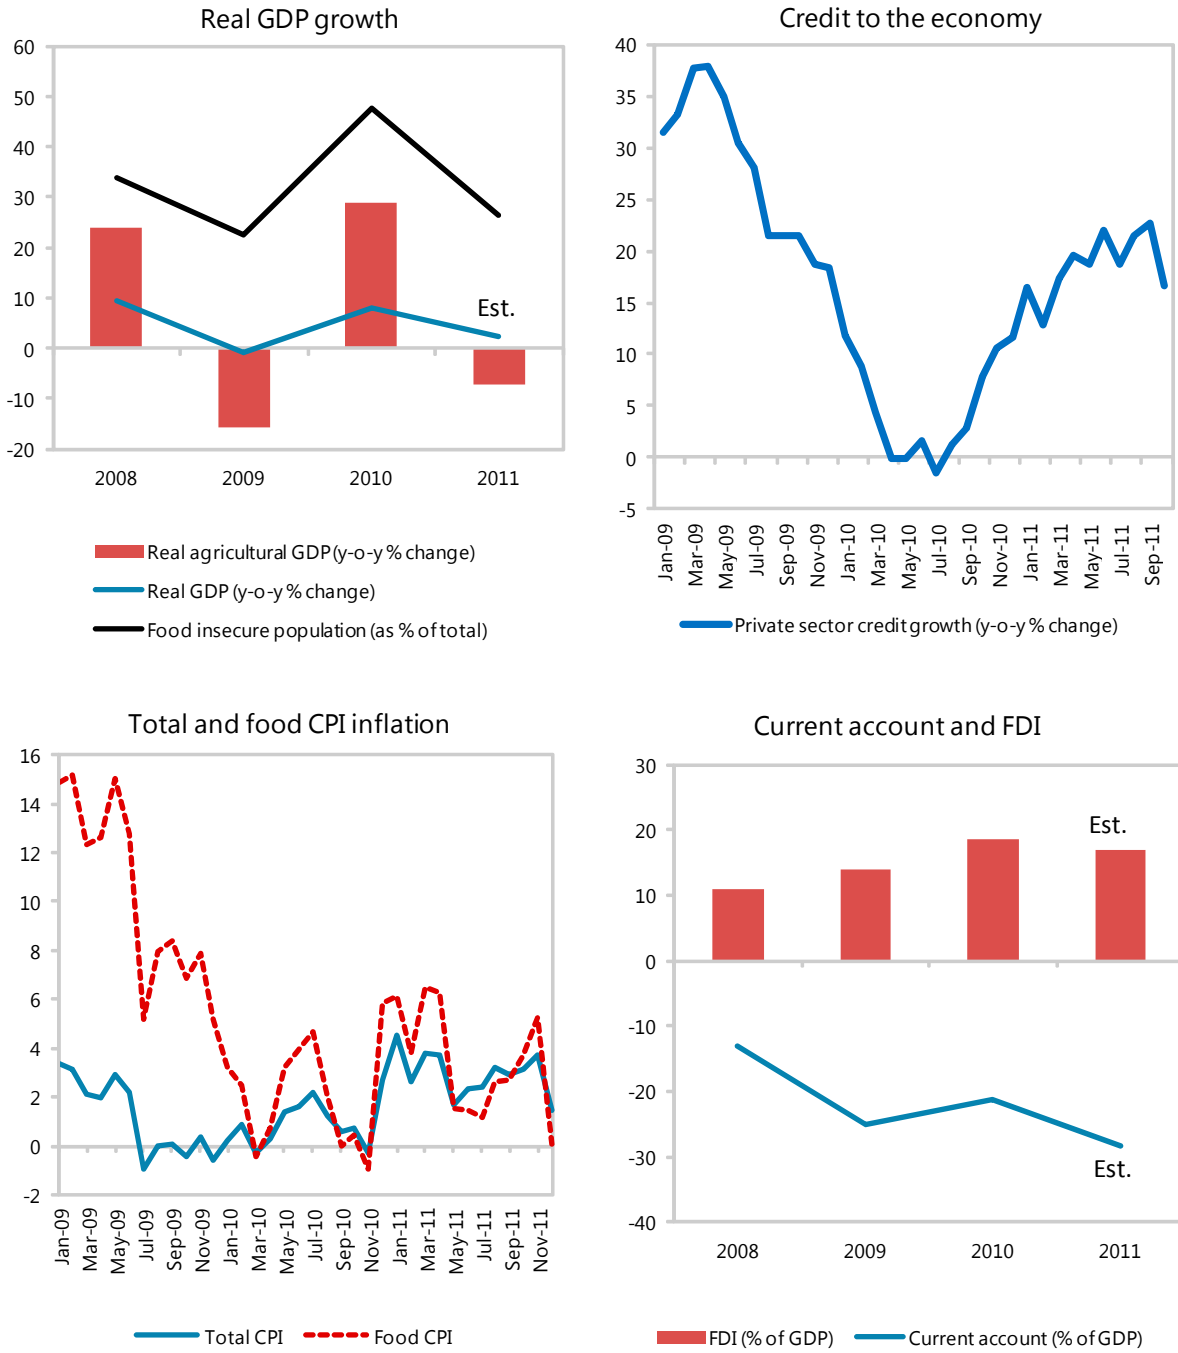 Real GDP growth
60
50
40
30
20
10
0
-10
-20
Est.
2008 2009 2010 2011
Real agricultural GDP (y-o-y % change)
Real GDP (y-o-y % change)
Food insecure population (as % of total)
Credit to the economy
40
35
30
25
20
15
10
5
0
-5
Jan-09
Mar-09
May-09
Jul-09
Sep-09
Nov-09
Jan-10
Mar-10
May-10
Jul-10
Sep-10
Nov-10
Jan-11
Mar-11
May-11
Jul-11
Sep-11
Private sector credit growth (y-o-y % change)
Total and food CPI inflation
16
14
12
10
8
6
4
2
0
-2
Jan-09
Mar-09
May-09
Jul-09
Sep-09
Nov-09
Jan-10
Mar-10
May-10
Jul-10
Sep-10
Nov-10
Jan-11
Mar-11
May-11
Jul-11
Sep-11
Nov-11
Total CPI Food CPI
Current account and FDI
30
20
10
0
-10
-20
-30
-40
Est.
Est.
2008 2009 2010 2011
FDI (% of GDP) Current account (% of GDP)